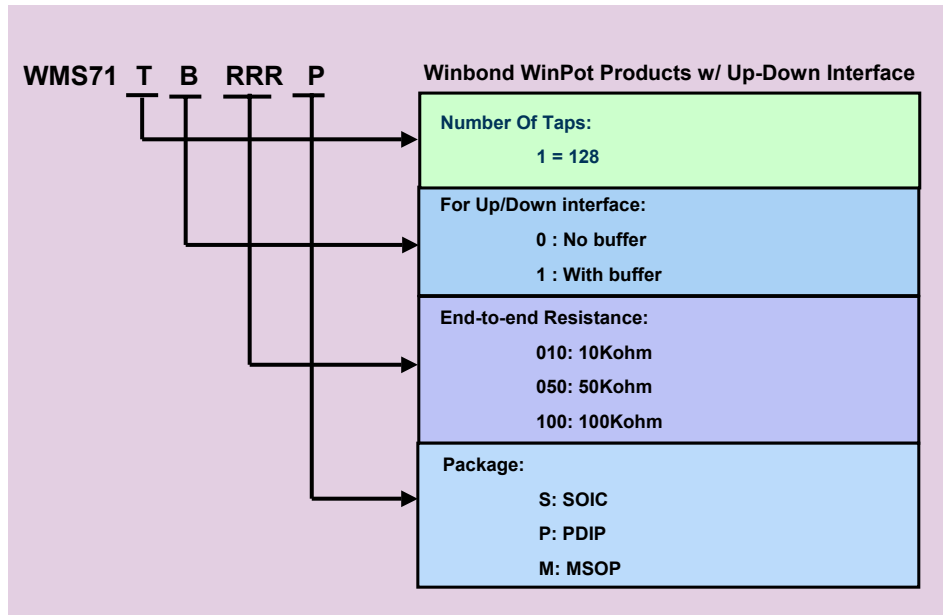 WMS71 T B RRR P
Winbond WinPot Products w/ Up-Down Interface
Number Of Taps:
1 = 128
For Up/Down interface:
0 : No buffer
1 : With buffer
End-to-end Resistance:
010: 10Kohm
050: 50Kohm
100: 100Kohm
Package:
S: SOIC
P: PDIP
M: MSOP